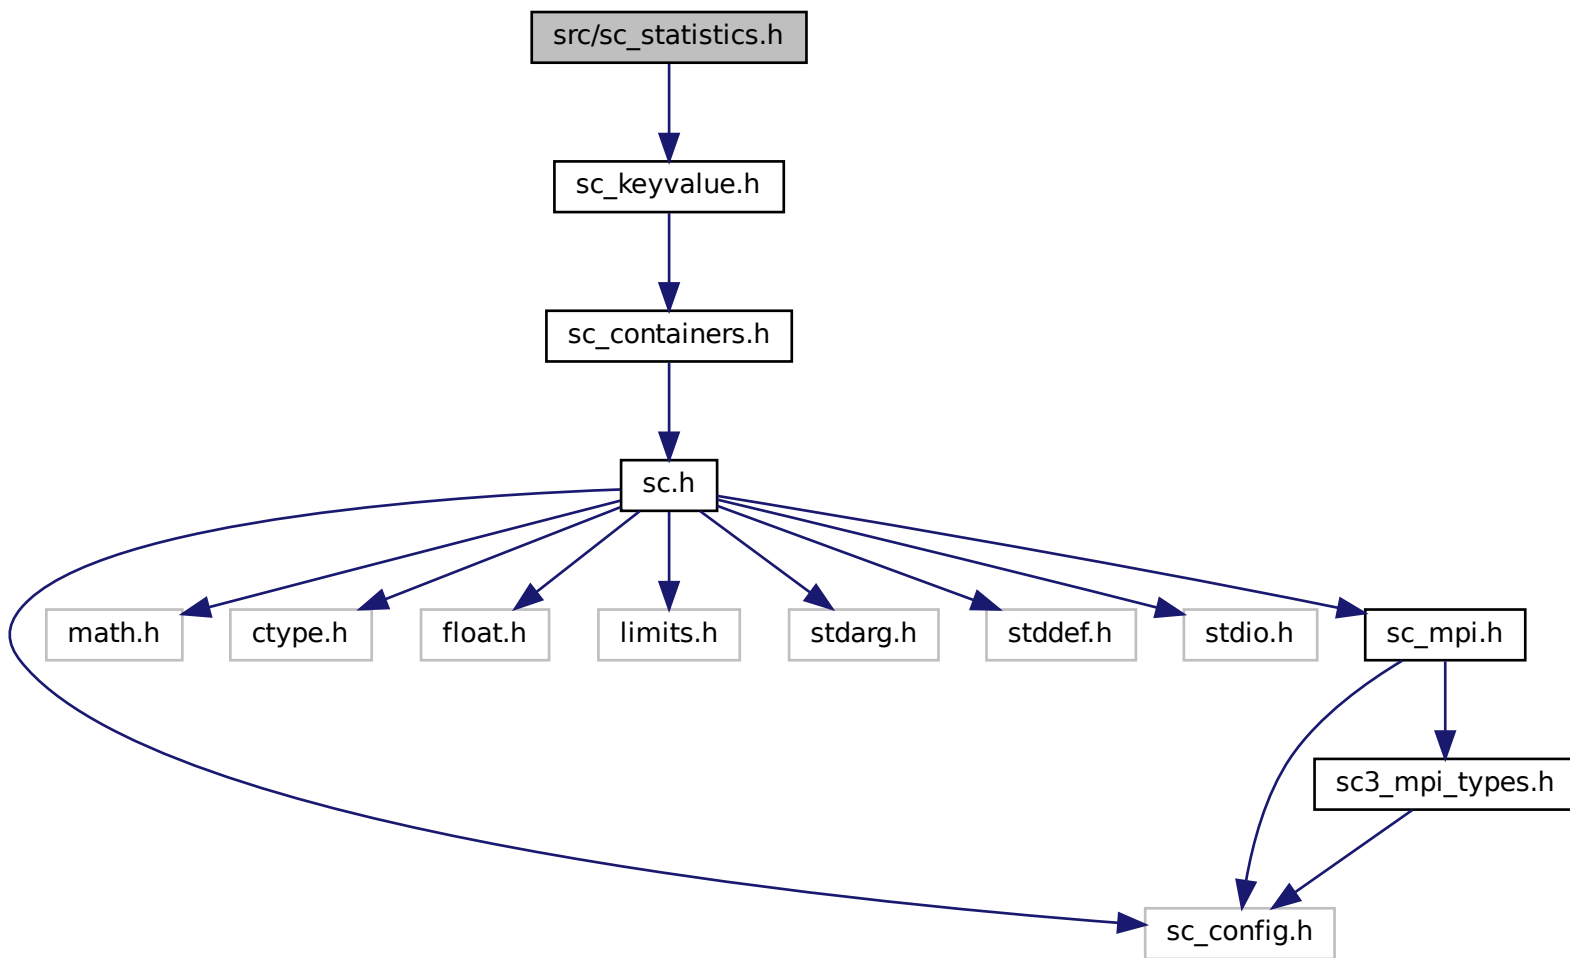 src/sc_statistics.h
sc_keyvalue.h
sc_containers.h
sc.h
math.h
ctype.h
float.h
limits.h
stdarg.h
stddef.h
stdio.h
sc_mpi.h
sc3_mpi_types.h
sc_config.h